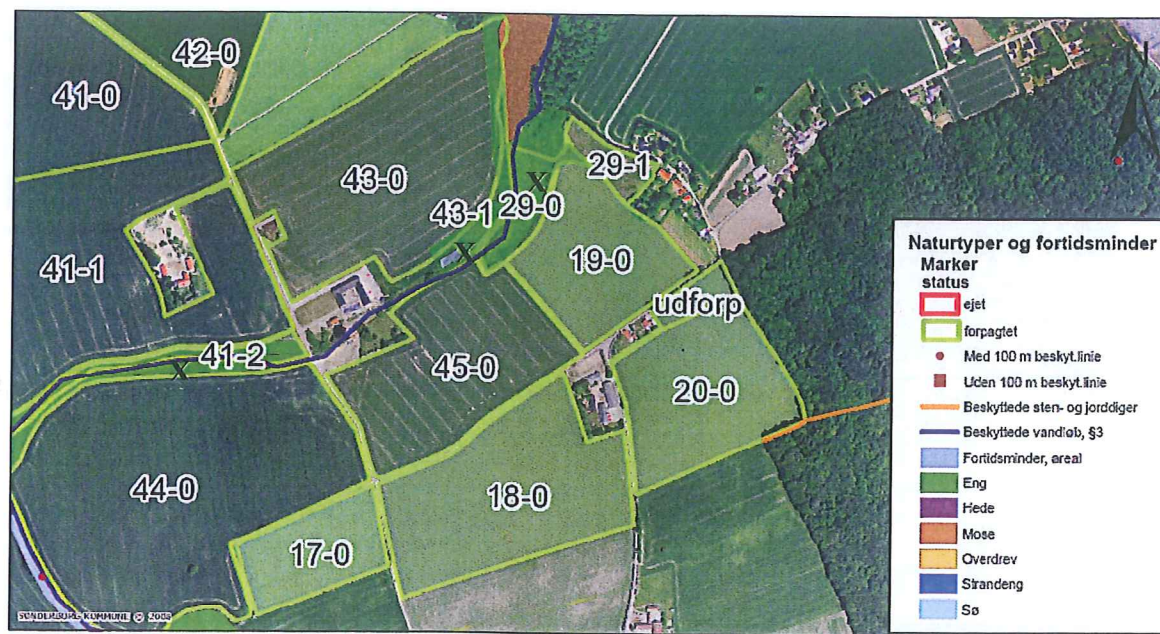 42-0
41-0
43-0
29-1
43-1
29-0
X
X
41-1
19-0
udforp
41-2
X
45-0
20-0
44-0
18-0
17-0
SØNDERBORG KOMMUNE © 2008
Naturtyper og fortidsminder
Marker
status
ejet
forpagtet
Med 100 m beskyt.linie
Uden 100 m beskyt.linie
Beskyttede sten- og jorddiger
Beskyttede vandløb, §3
Fortidsminder, areal
Eng
Hede
Mose
Overdrev
Strandeng
Sø